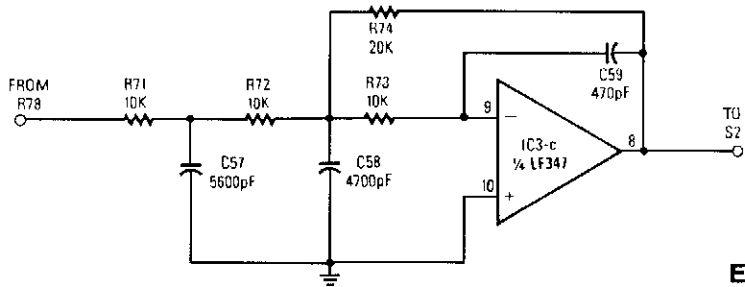 R74
20K
C59
470pF
FROM
R78
R71
10K
R72
10K
R73
10K
9
−
IC3-c
¼ LF347
8
TO
S2
10
+
C57
5600pF
C58
4700pF
E